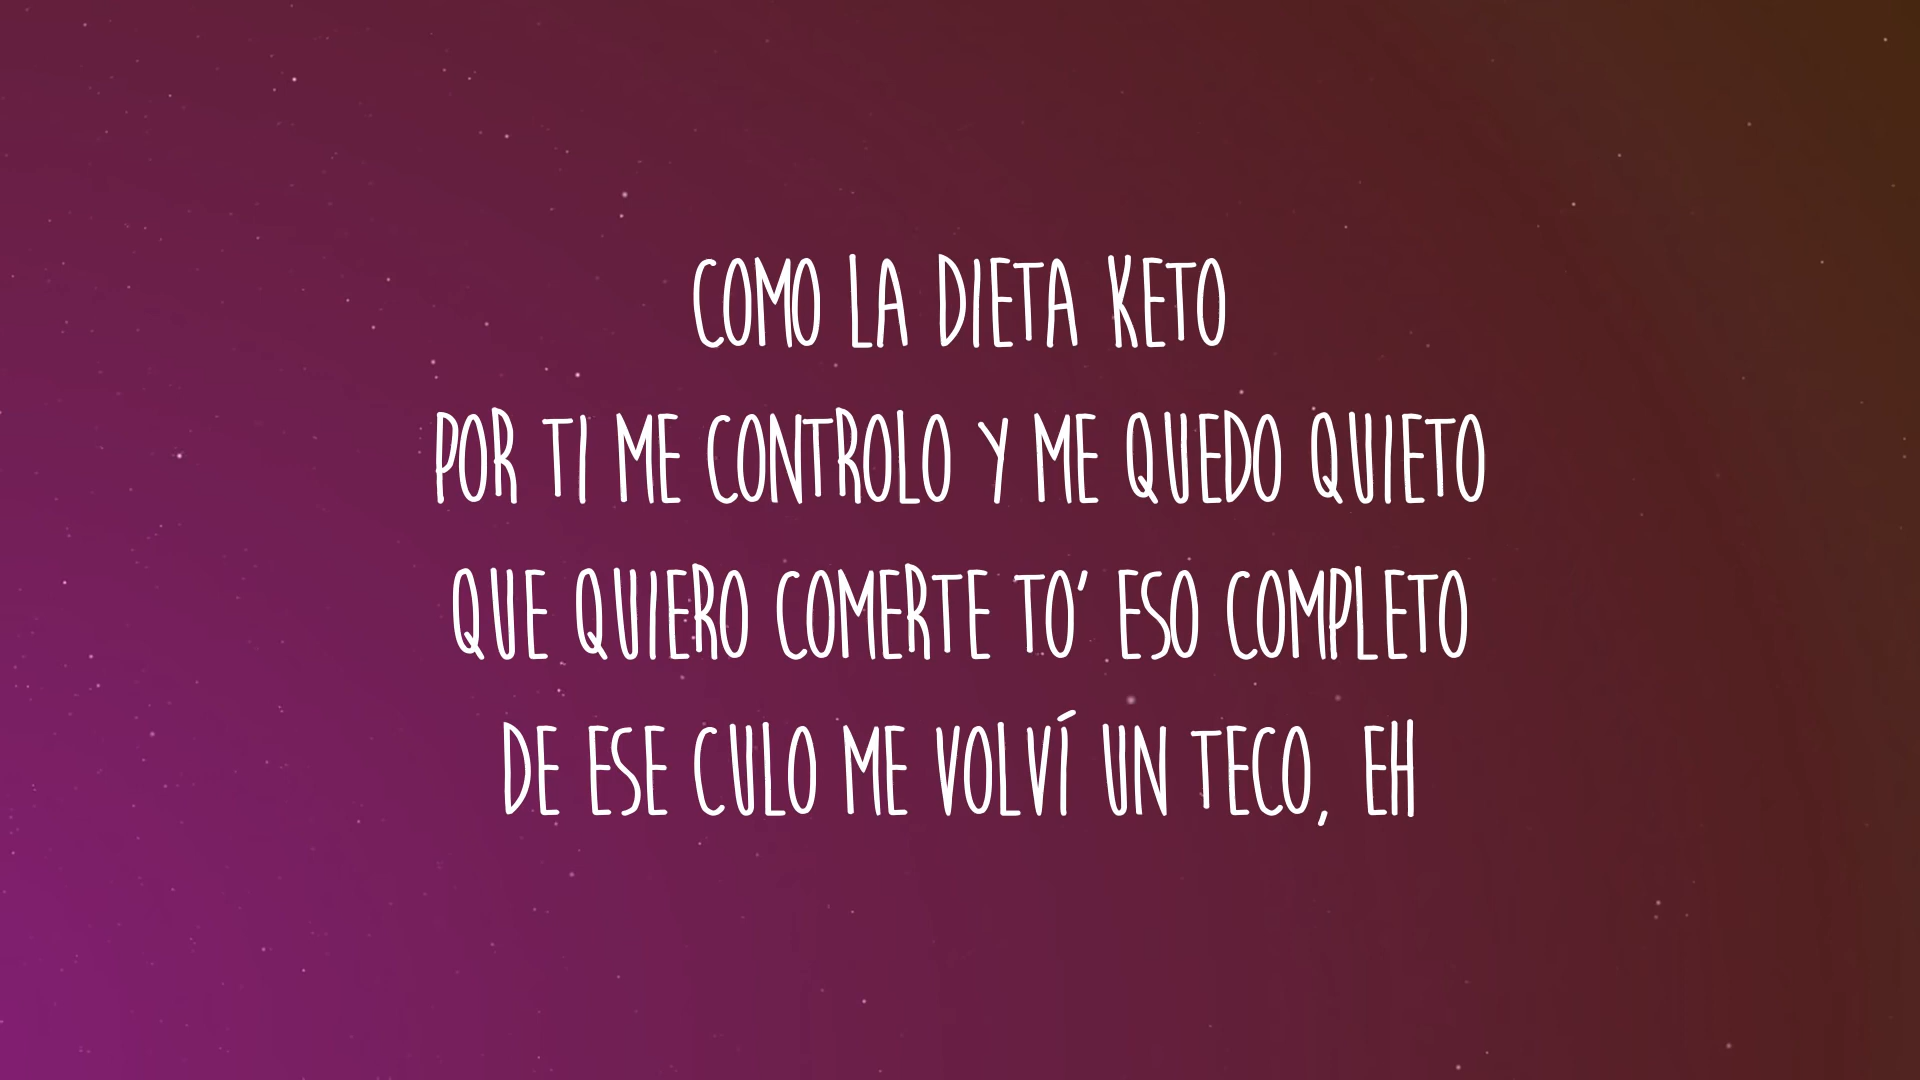 COMO LA DIETA KETO
POR TI ME CONTROLO Y ME QUEDO QUIETO
QUE QUIERO COMERTE TO' ESO COMPLETO
DE ESE CULO ME VOLVÍ UN TECO, EH